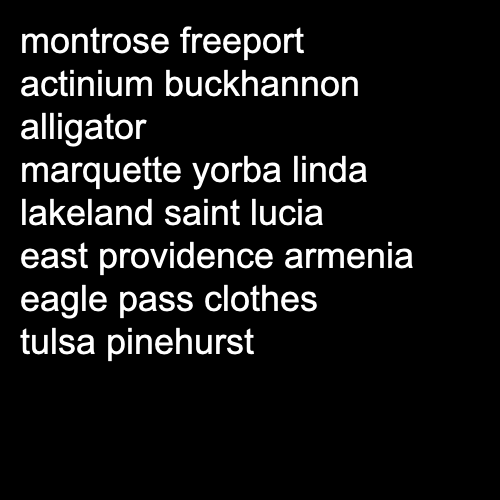 montrose freeport
actinium buckhannon
alligator
marquette yorba linda
lakeland saint lucia
east providence armenia
eagle pass clothes
tulsa pinehurst